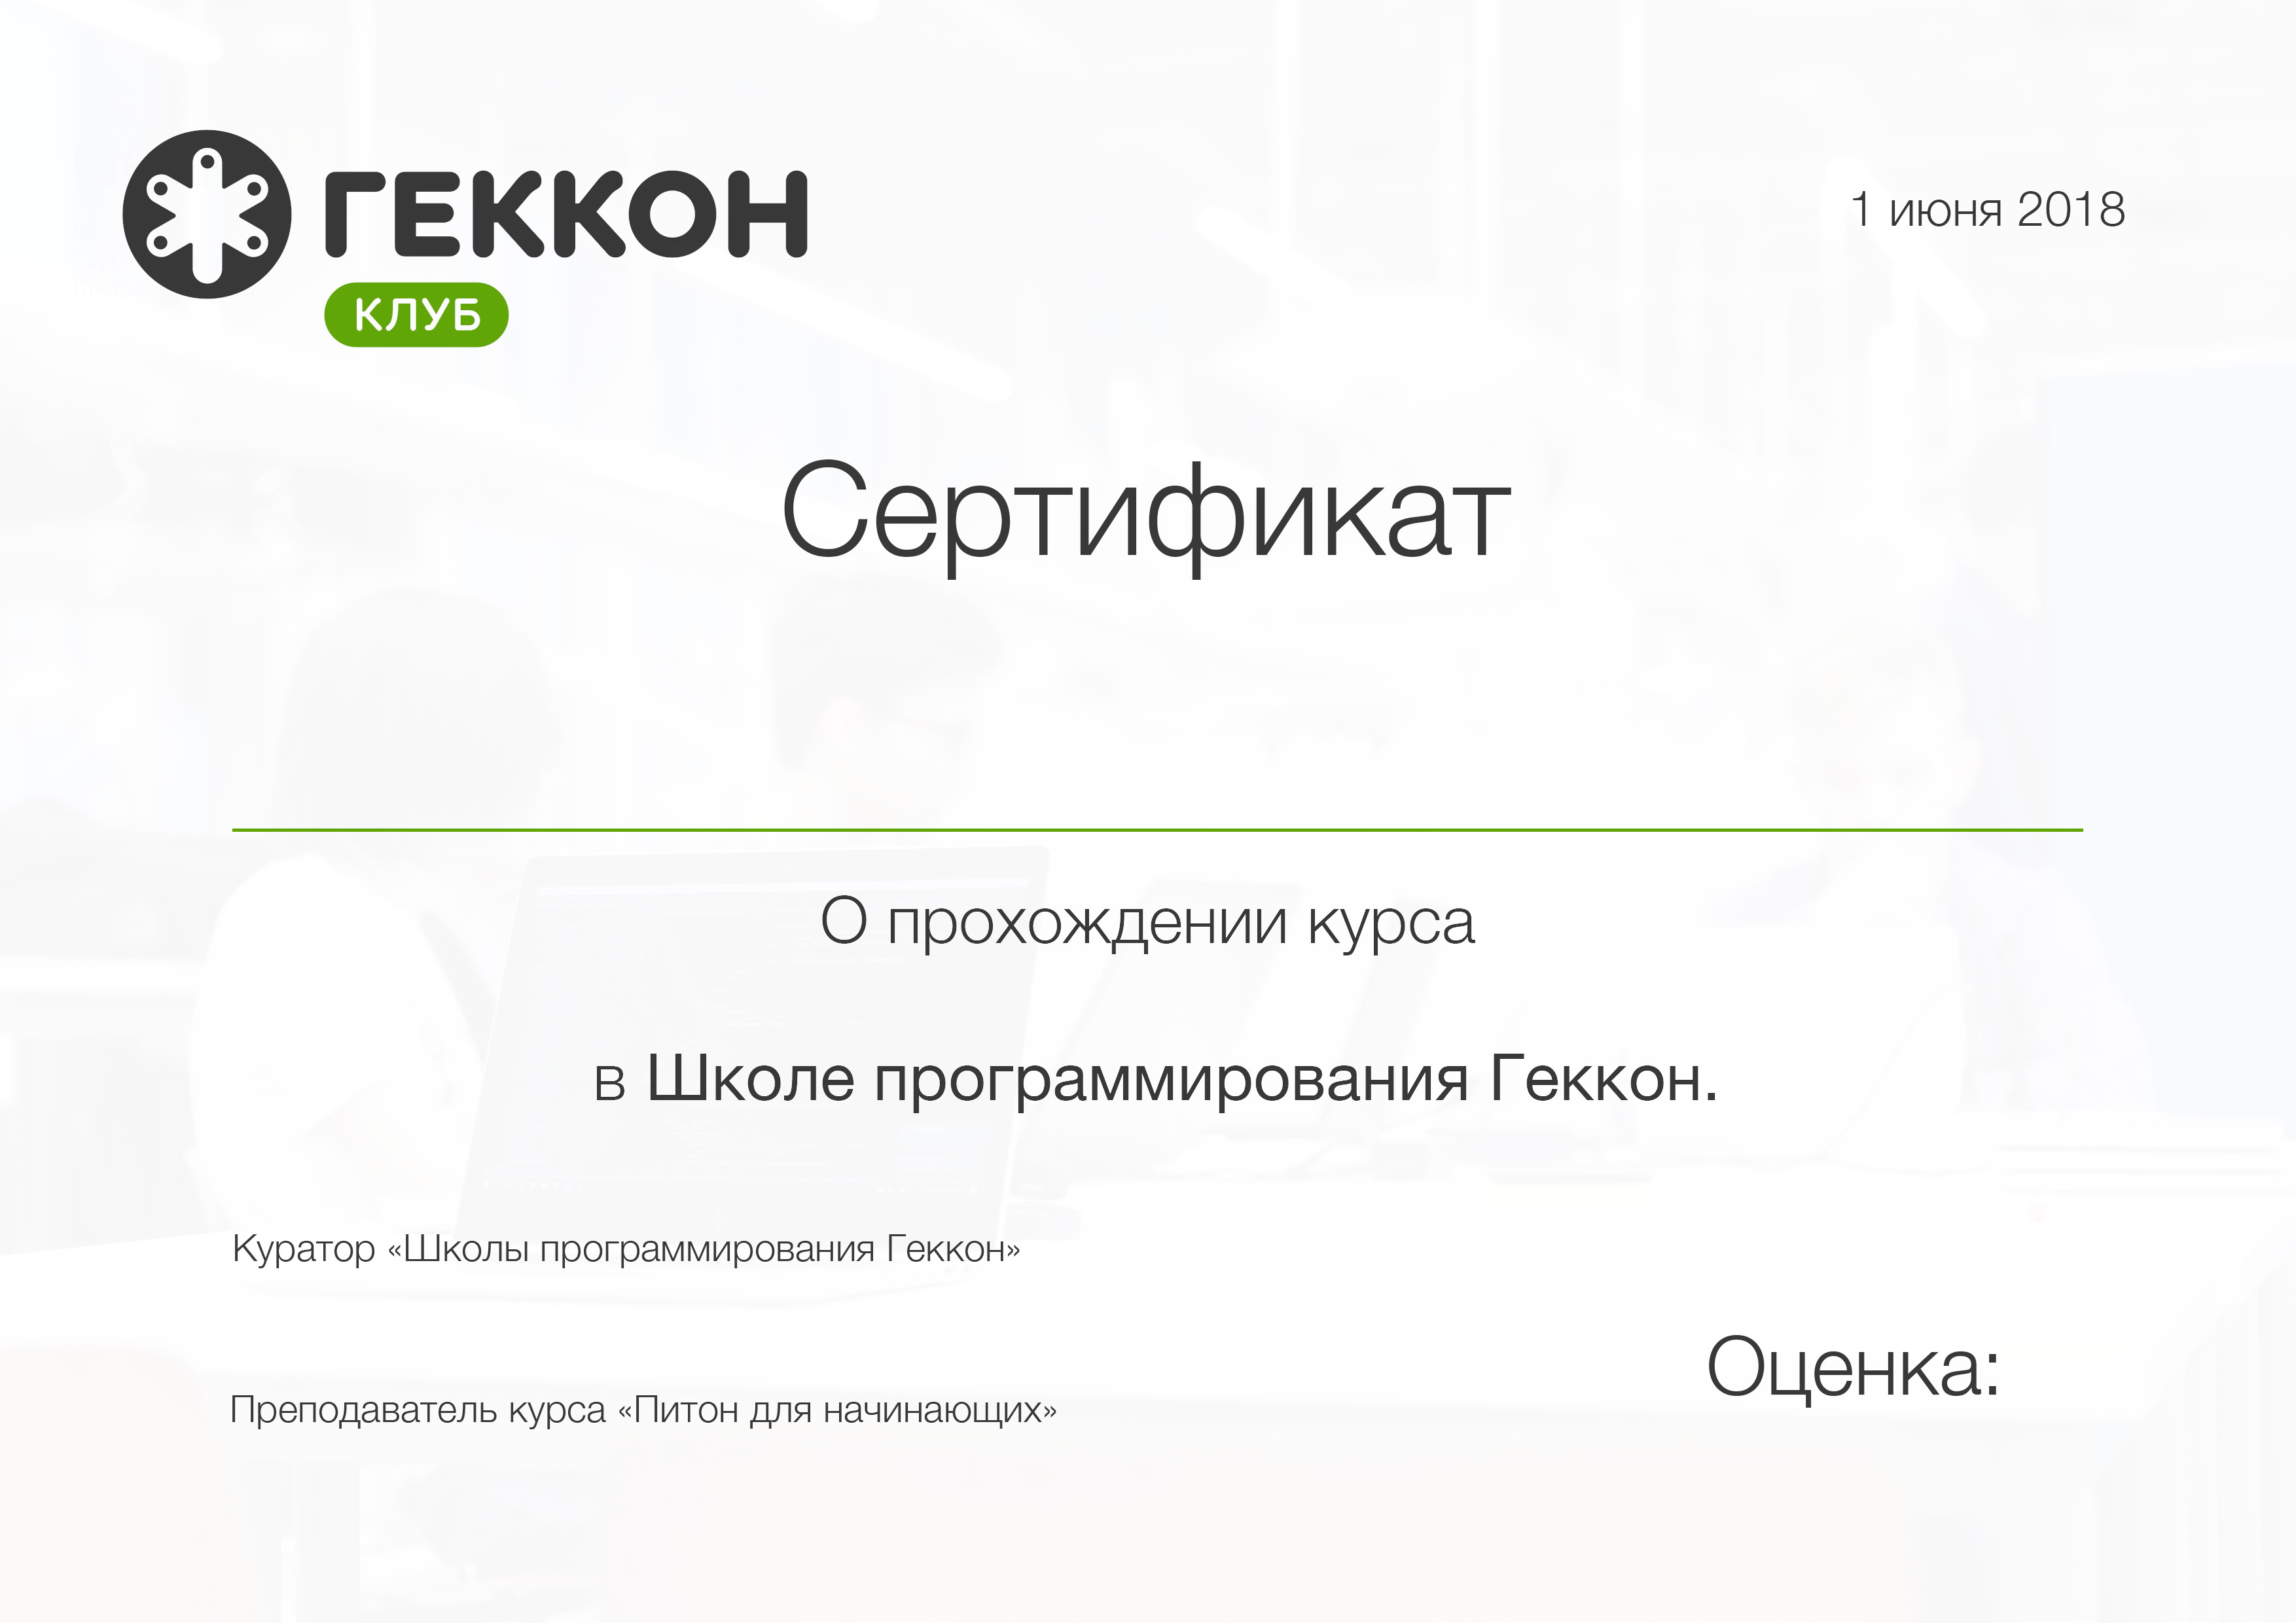 ГЕККОН
КЛУБ
1 июня 2018
Сертификат
О прохождении курса
в Школе программирования Геккон.
Куратор «Школы программирования Геккон»
Оценка:
Преподаватель курса «Питон для начинающих»